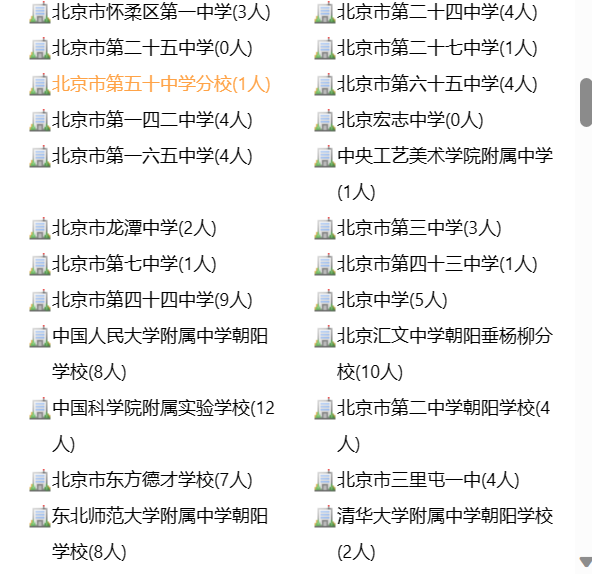 北京市怀柔区第一中学(3人)
北京市第二十四中学(4人)
北京市第二十五中学(0人)
北京市第二十七中学(1人)
北京市第五十中学分校(1人)
北京市第六十五中学(4人)
北京市第一四二中学(4人)
北京宏志中学(0人)
北京市第一六五中学(4人)
中央工艺美术学院附属中学
(1人)
北京市龙潭中学(2人)
北京市第三中学(3人)
北京市第七中学(1人)
北京市第四十三中学(1人)
北京市第四十四中学(9人)
北京中学(5人)
中国人民大学附属中学朝阳
学校(8人)
北京汇文中学朝阳垂杨柳分
校(10人)
中国科学院附属实验学校(12
人)
北京市第二中学朝阳学校(4
人)
北京市东方德才学校(7人)
北京市三里屯一中(4人)
东北师范大学附属中学朝阳
学校(8人)
清华大学附属中学朝阳学校
(2人)